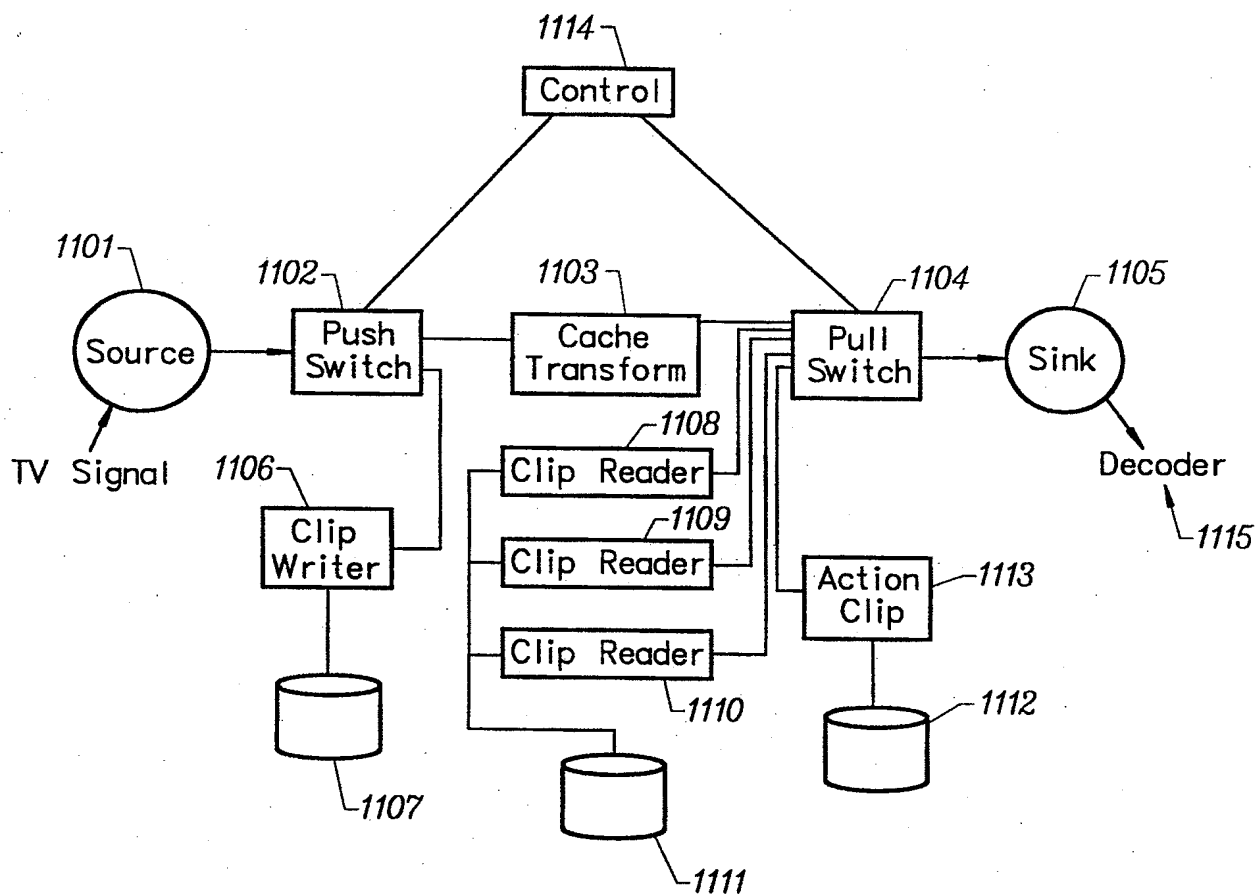 1114
Control
1101
1102
1103
1104
1105
Source
Push
Switch
Cache
Transform
Pull
Switch
Sink
TV Signal
1108
Clip Reader
Decoder
1106
Clip
Writer
1109
Clip Reader
1115
Action
Clip
1113
Clip Reader
1110
1112
1107
1111